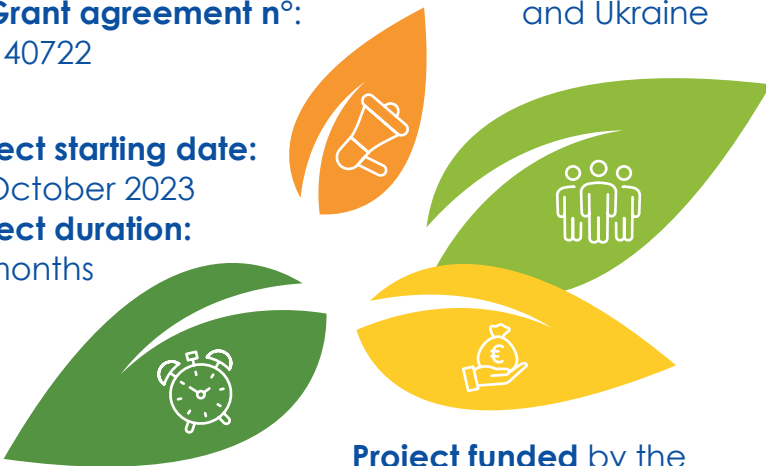 Grant agreement n°:
40722
and Ukraine
ect starting date:
October 2023
ect duration:
months
€
Project funded by the